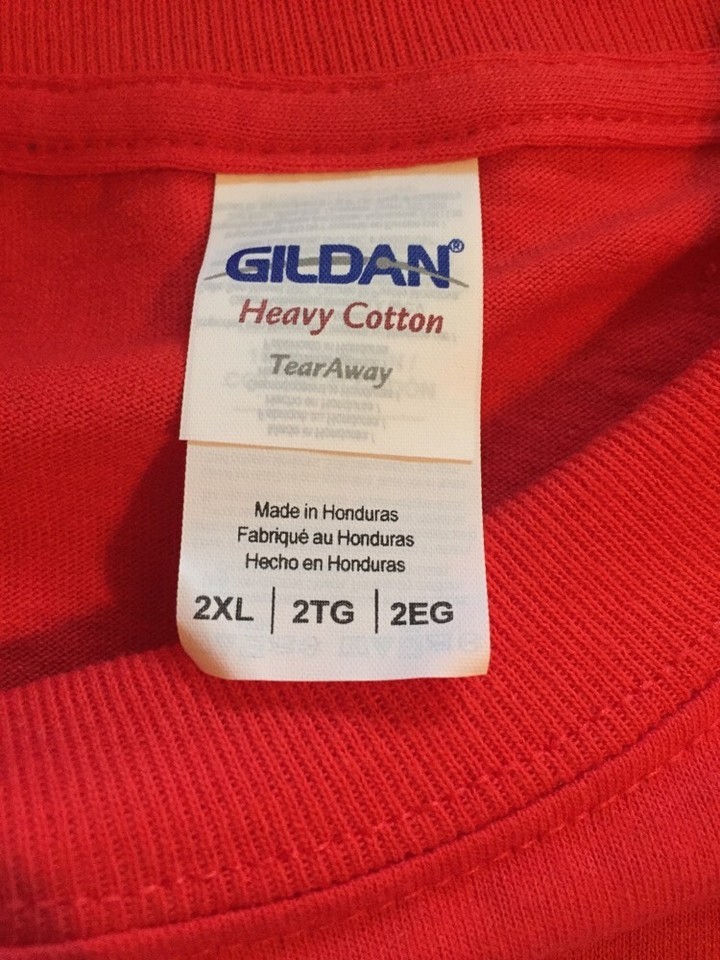 GILDAN®
Heavy Cotton
TearAway
Made in Honduras
Fabriqué au Honduras
Hecho en Honduras
2XL | 2TG | 2EG